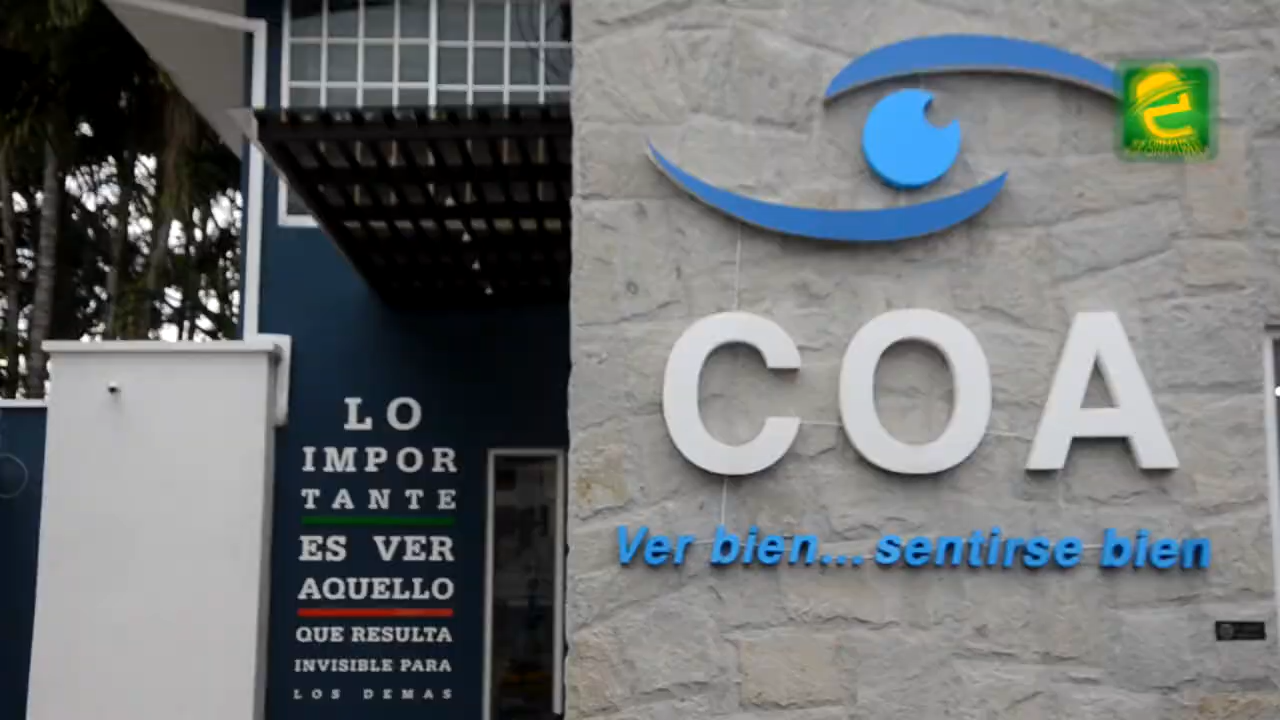 LO
IMPOR
TANTE
ES VER
AQUELLO
QUE RESULTA
INVISIBLE PARA
LOS DEMAS
COA
Ver bien... sentirse bien